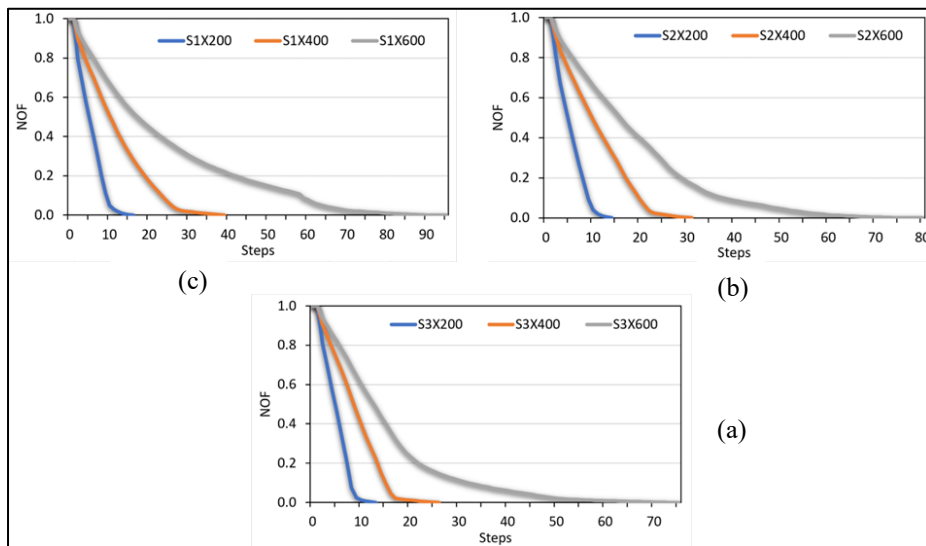 1.0
0.8
0.6
0.4
0.2
0.0
NOF
S1X200 S1X400 S1X600
0 10 20 30 40 50 60 70 80 90
Steps
(c)
1.0
0.8
0.6
0.4
0.2
0.0
NOF
S2X200 S2X400 S2X600
0 10 20 30 40 50 60 70 80
Steps
(b)
1.0
0.8
0.6
0.4
0.2
0.0
NOF
S3X200 S3X400 S3X600
0 10 20 30 40 50 60 70
Steps
(a)